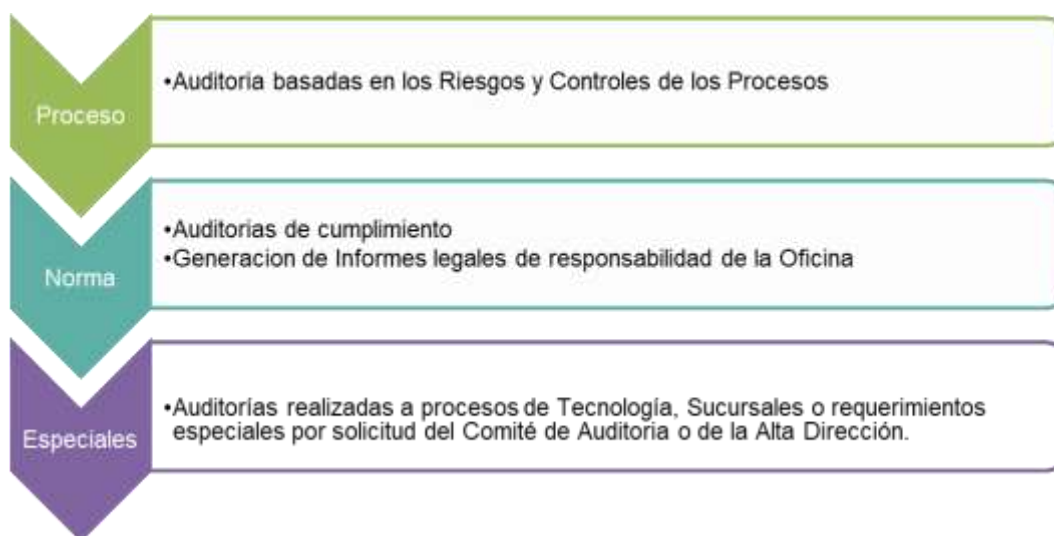 Proceso
•Auditoria basadas en los Riesgos y Controles de los Procesos
Norma
•Auditorias de cumplimiento
•Generacion de Informes legales de responsabilidad de la Oficina
Especiales
•Auditorías realizadas a procesos de Tecnología, Sucursales o requerimientos
especiales por solicitud del Comité de Auditoria o de la Alta Dirección.